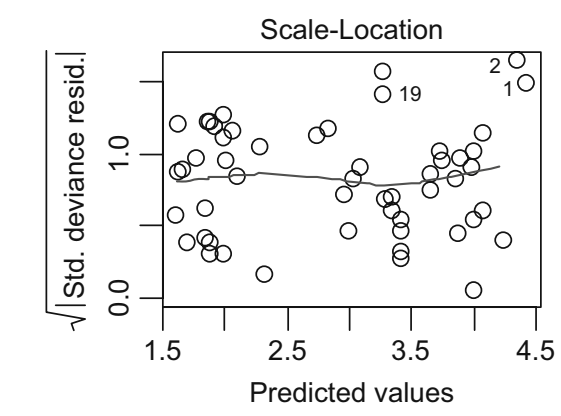 Scale-Location
√|Std. deviance resid.|
1.0
0.0
2
1
19
1.5 2.5 3.5 4.5
Predicted values